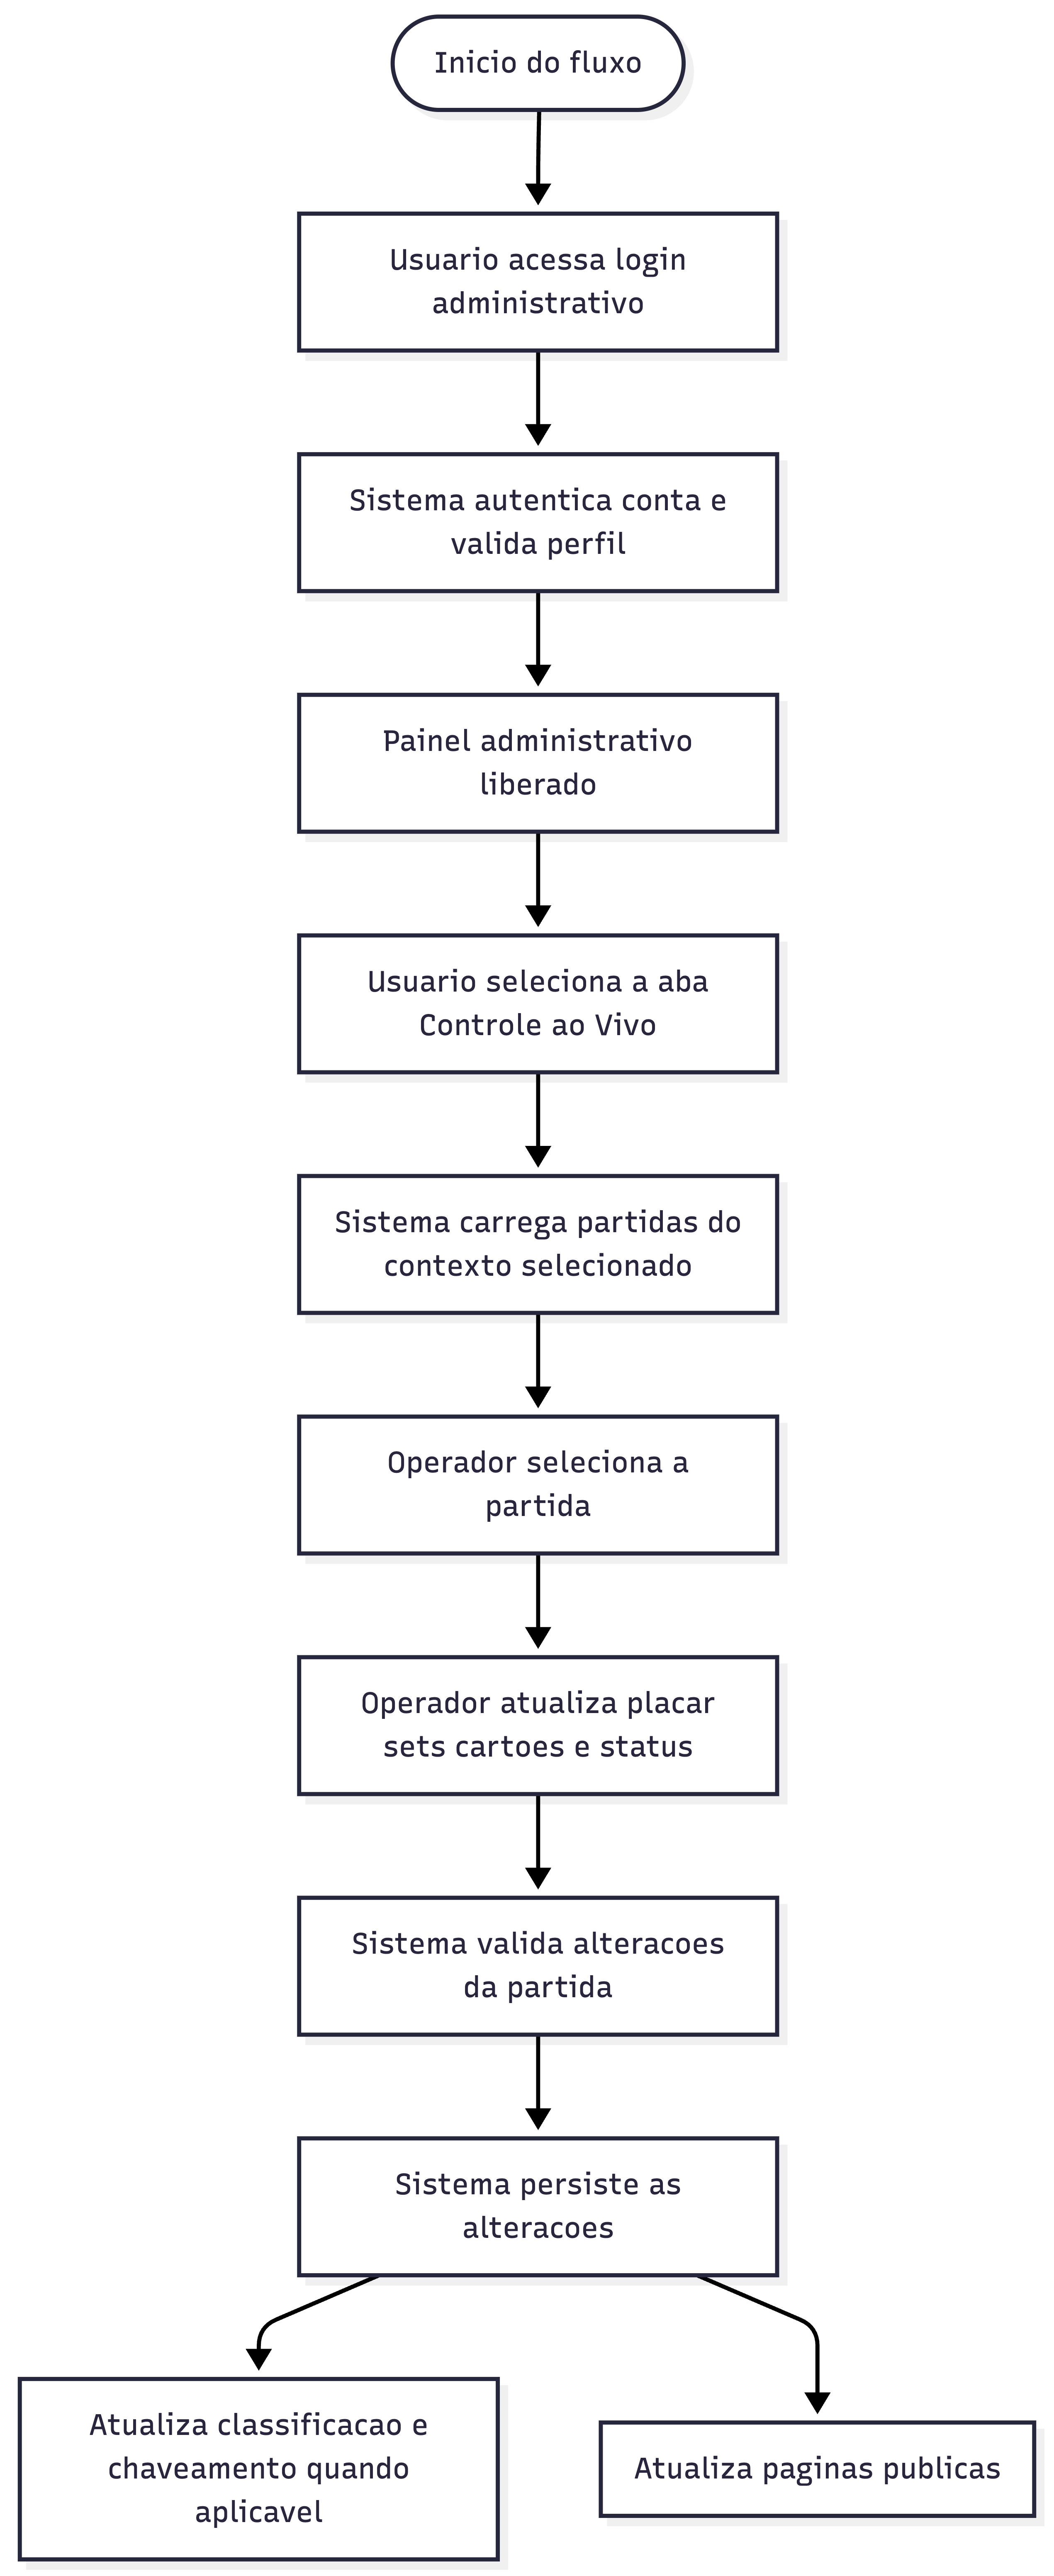 Inicio do fluxo
Usuario acessa login
administrativo
Sistema autentica conta e
valida perfil
Painel administrativo
liberado
Usuario seleciona a aba
Controle ao Vivo
Sistema carrega partidas do
contexto selecionado
Operador seleciona a
partida
Operador atualiza placar
sets cartoes e status
Sistema valida alteracoes
da partida
Sistema persiste as
alteracoes
Atualiza classificacao e
chaveamento quando
aplicavel
Atualiza paginas publicas